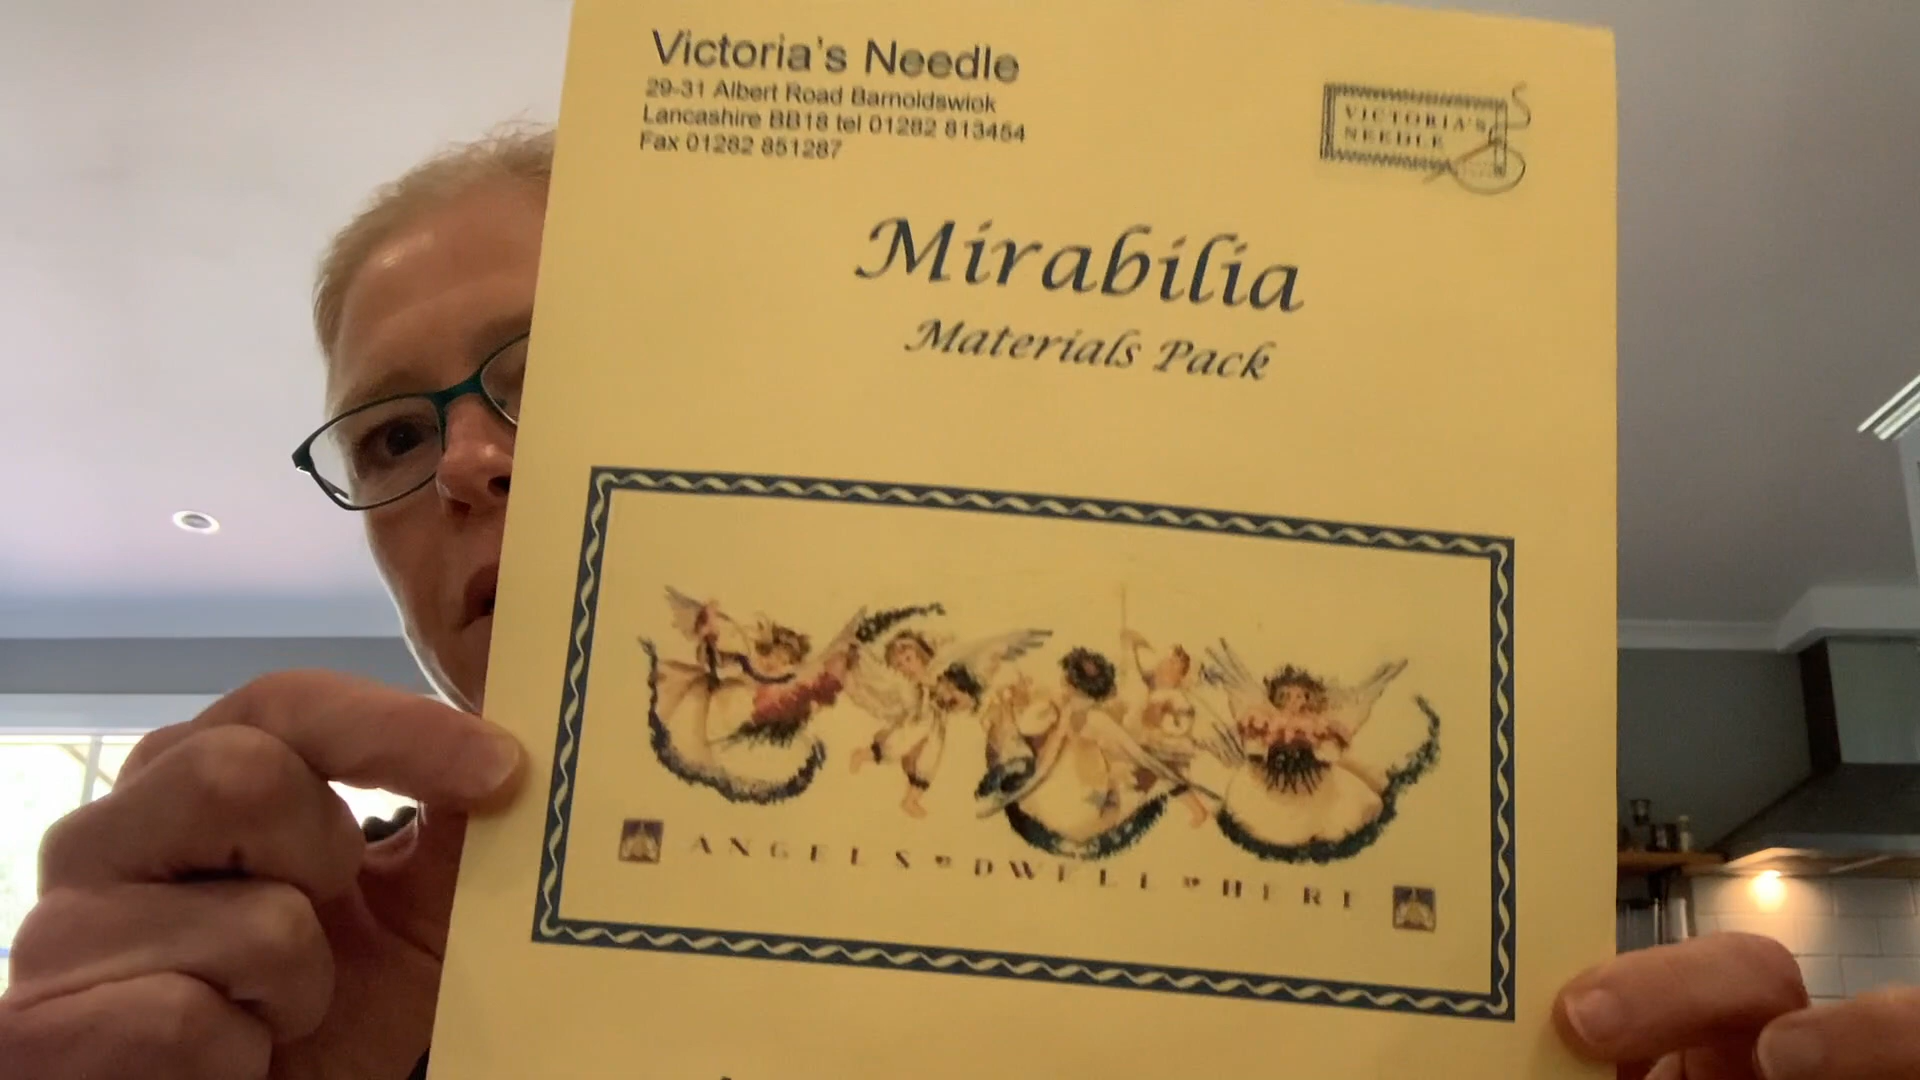 Victoria's Needle
29-31 Albert Road Barnoldswick
Lancashire BB18 tel 01282 813454
Fax 01282 851287
VICTORIA'S
NEEDLE
Mirabilia
Materials Pack
ANGELS DWELL HERE